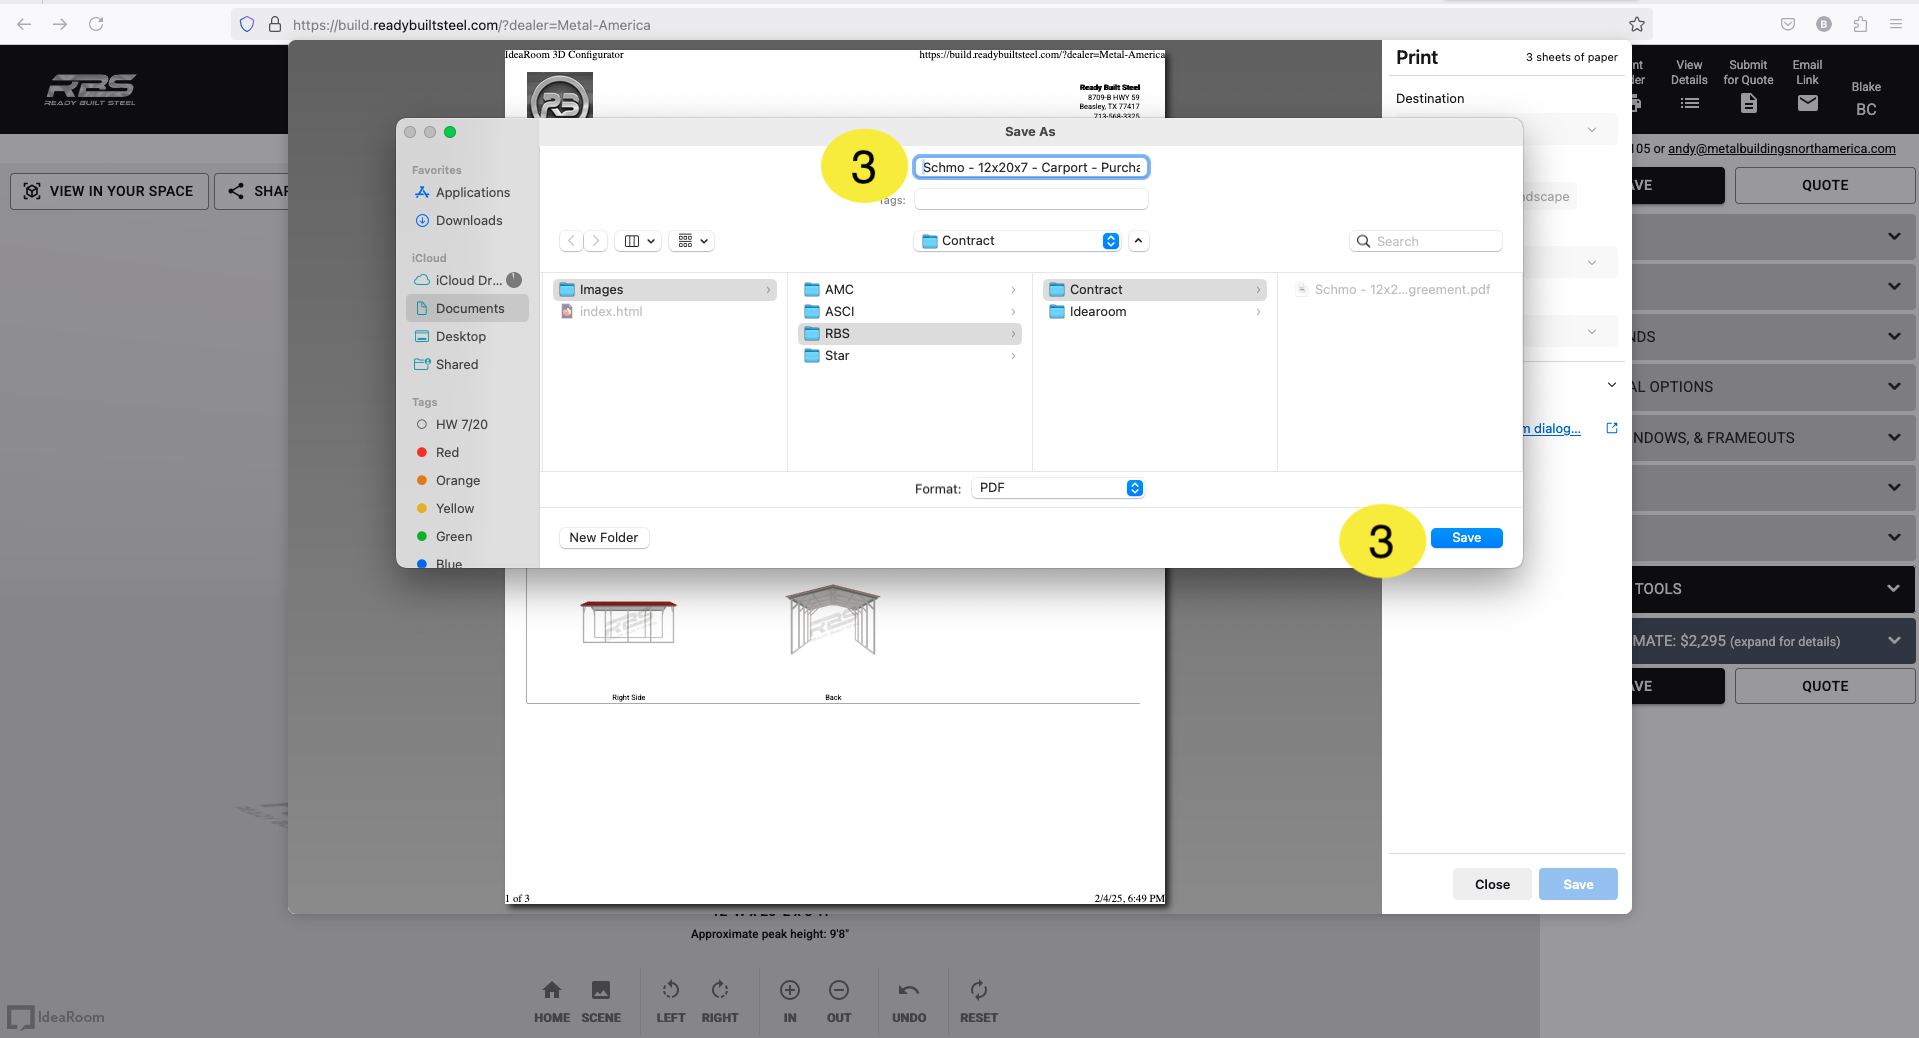 https://build.readybuiltsteel.com/?dealer=Metal-America
B
IdeaRoom 3D Configurator
https://build.readybuiltsteel.com/?dealer=Metal-America
Print
3 sheets of paper
RBS
READY BUILT STEEL
Ready Built Steel
8709-B HWY 59
Beasley, TX 77417
713-568-3325
Destination
View Details
Submit for Quote
Email Link
Blake
BC
Save As
105 or andy@metalbuildingsnorthamerica.com
3
Schmo - 12x20x7 - Carport - Purcha
Tags:
VIEW IN YOUR SPACE
SHAR
QUOTE
dscape
Favorites
Applications
Downloads
iCloud
iCloud Dr...
Documents
Desktop
Shared
Tags
HW 7/20
Red
Orange
Yellow
Green
Blue
Contract
Search
Images
index.html
AMC
ASCI
RBS
Star
Contract
Idearoom
Schmo - 12x2...greement.pdf
Format:
PDF
New Folder
3
Save
NDS
AL OPTIONS
m dialog...
NDOWS, & FRAMEOUTS
TOOLS
MATE: $2,295 (expand for details)
AVE
QUOTE
Right Side
Back
Close
Save
1 of 3
2/4/25, 6:49 PM
Approximate peak height: 9'8"
HOME
SCENE
LEFT
RIGHT
IN
OUT
UNDO
RESET
IdeaRoom